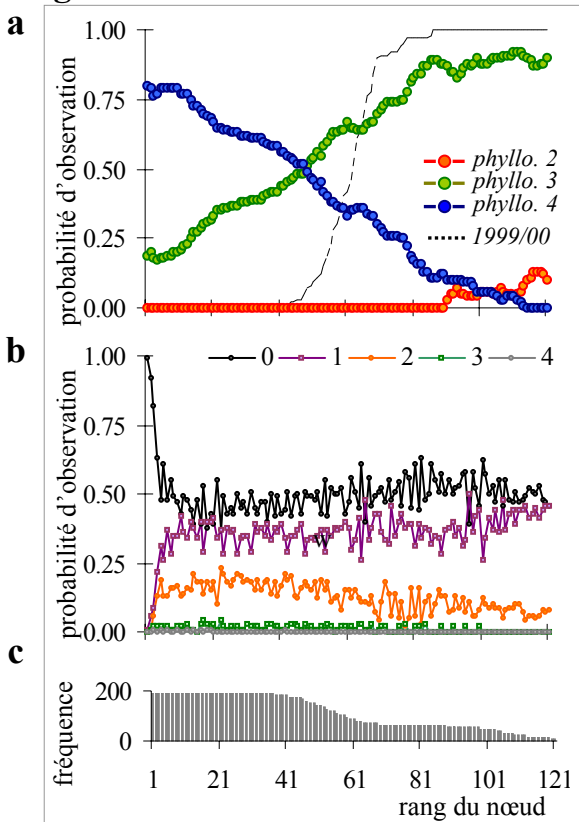 a
1.00
0.75
0.50
0.25
0.00
probabilité d'observation
phyllo. 2
phyllo. 3
phyllo. 4
1999/00
b
0 1 2 3 4
1.00
0.75
0.50
0.25
0.00
probabilité d'observation
c
200
0
fréquence
1 21 41 61 81 101 121
rang du nœud